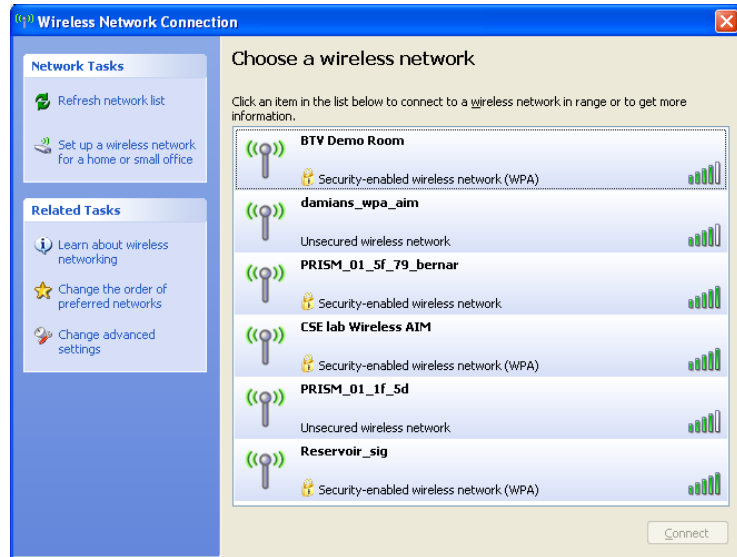 Wireless Network Connection
Network Tasks
Refresh network list
Set up a wireless network
for a home or small office
Related Tasks
Learn about wireless
networking
Change the order of
preferred networks
Change advanced
settings
Choose a wireless network
Click an item in the list below to connect to a wireless network in range or to get more
information.
BTV Demo Room
Security-enabled wireless network (WPA)
damians_wpa_aim
Unsecured wireless network
PRISM_01_5f_79_bernar
Security-enabled wireless network
CSE lab Wireless AIM
Security-enabled wireless network (WPA)
PRISM_01_1f_5d
Unsecured wireless network
Reservoir_sig
Security-enabled wireless network (WPA)
Connect